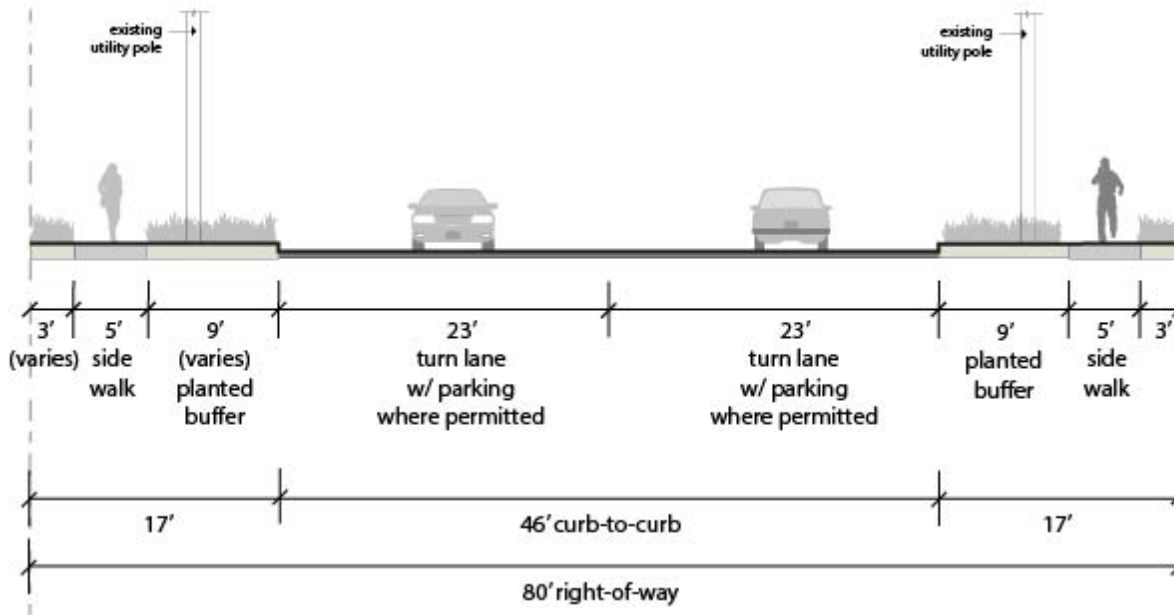 existing
utility pole
existing
utility pole
3’
(varies)
5’
side
walk
9’
(varies)
planted
buffer
23’
turn lane
w/ parking
where permitted
23’
turn lane
w/ parking
where permitted
9’
planted
buffer
5’
side
walk
3’
17’
46’ curb-to-curb
17’
80’ right-of-way